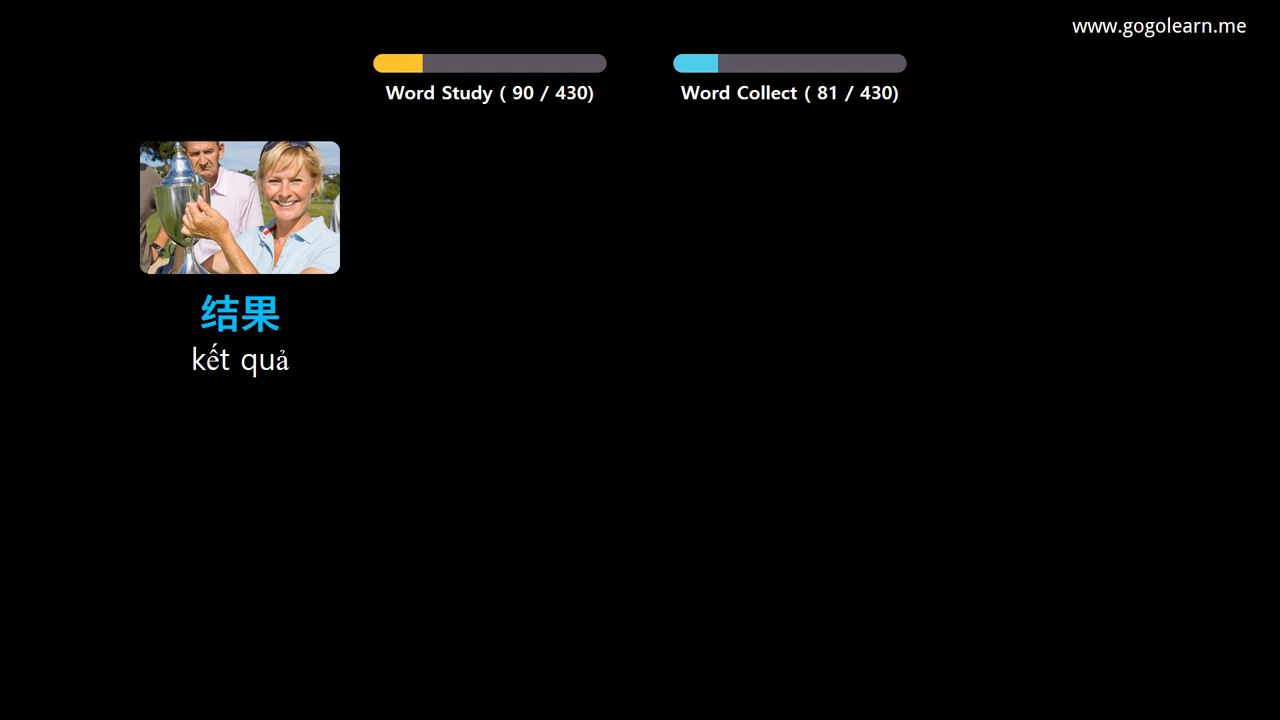 www.gogolearn.me
Word Study ( 90 / 430)
Word Collect ( 81 / 430)
结果
kết quả